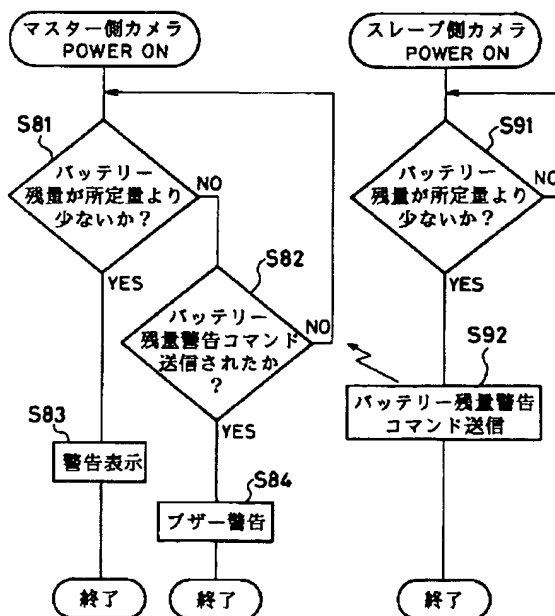 マスター側カメラ
POWER ON
S81
バッテリー
残量が所定量より
少ないか?
NO
YES
S82
バッテリー
残量警告コマンド
送信されたか
?
NO
YES
S83
警告表示
S84
ブザー警告
終了
終了
スレーブ側カメラ
POWER ON
S91
バッテリー
残量が所定量より
少ないか?
NO
YES
S92
バッテリー残量警告
コマンド送信
終了